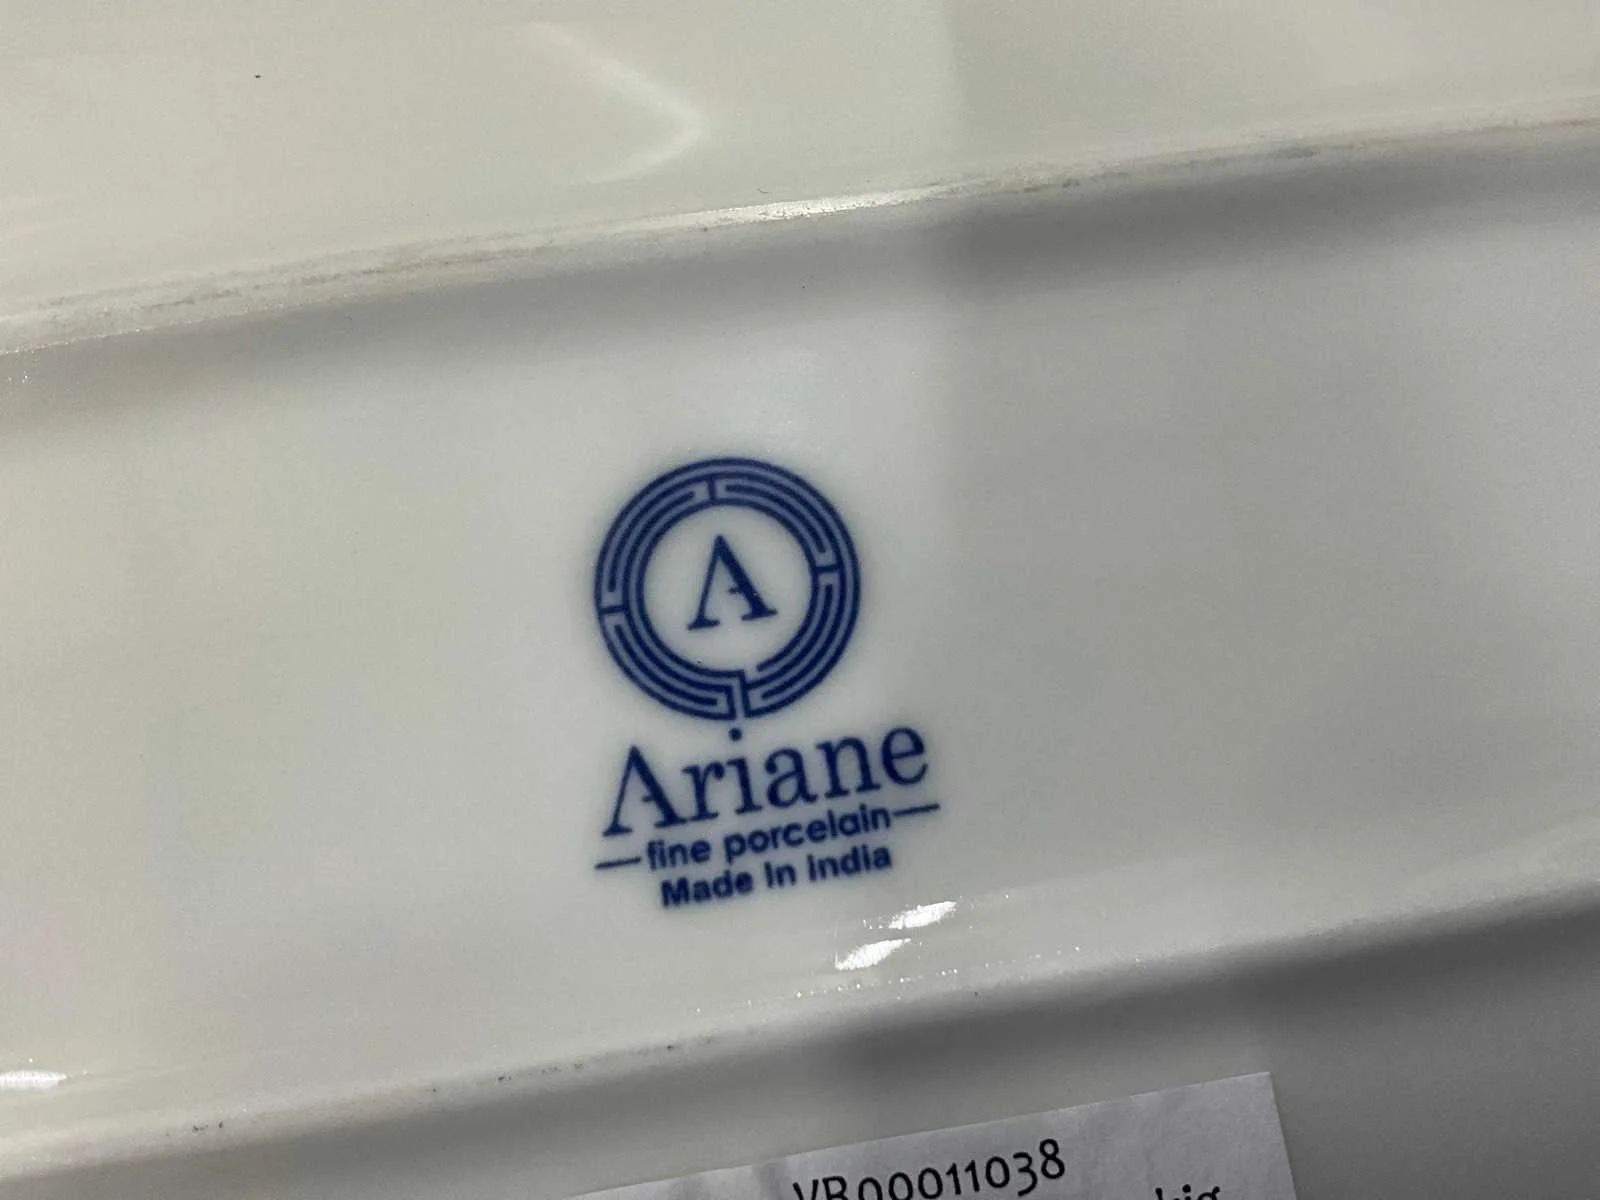 A
Ariane
fine porcelain
Made In India
VB00011038